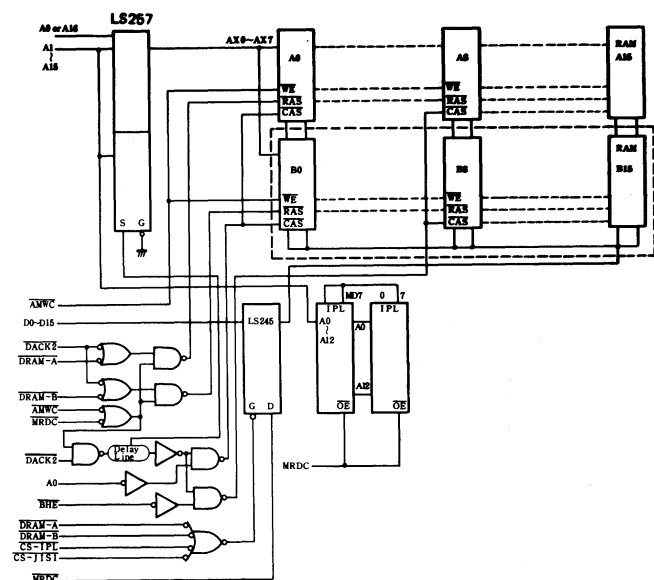 LS257
A0 or A16
A1
~
A15
AX0~AX7
A0
A8
RAM
A15
WE
RAS
CAS
WE
RAS
CAS
B0
B8
RAM
B15
WE
RAS
CAS
WE
RAS
CAS
S G
AMWC
D0~D15
LS245
G D
MD7 0 7
IPL
A0
~
A12
OE
IPL
A0
A12
OE
DACK2
DRAM-A
DRAM-B
AMWC
MRDC
DACK2
Delay
Line
A0
BHE
MRDC
DRAM-A
DRAM-B
CS-IPL
CS-JIS1
MRDC